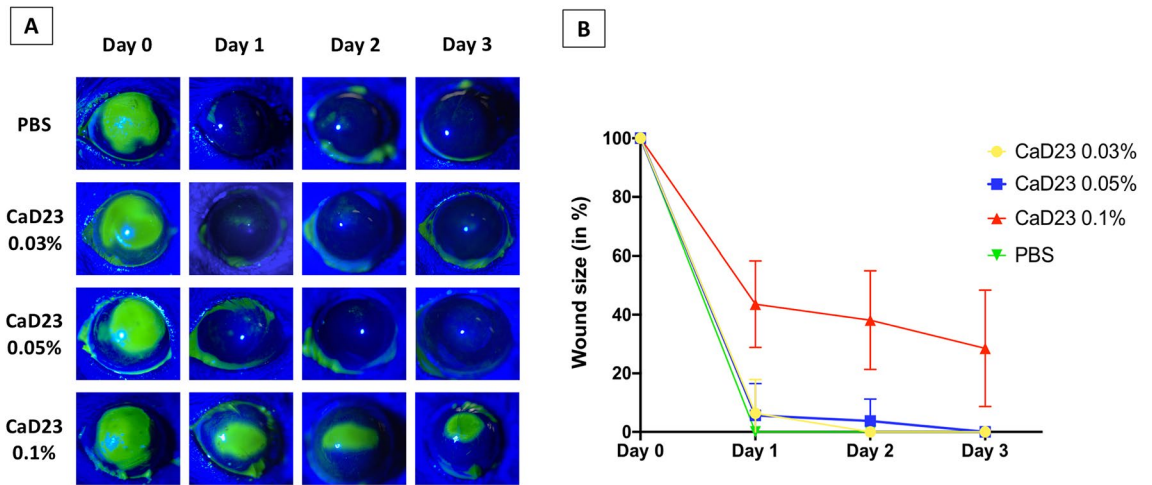 A
Day 0 Day 1 Day 2 Day 3
PBS
CaD23
0.03%
CaD23
0.05%
CaD23
0.1%
B
Wound size (in %)
100
80
60
40
20
0
Day 0 Day 1 Day 2 Day 3
CaD23 0.03%
CaD23 0.05%
CaD23 0.1%
PBS